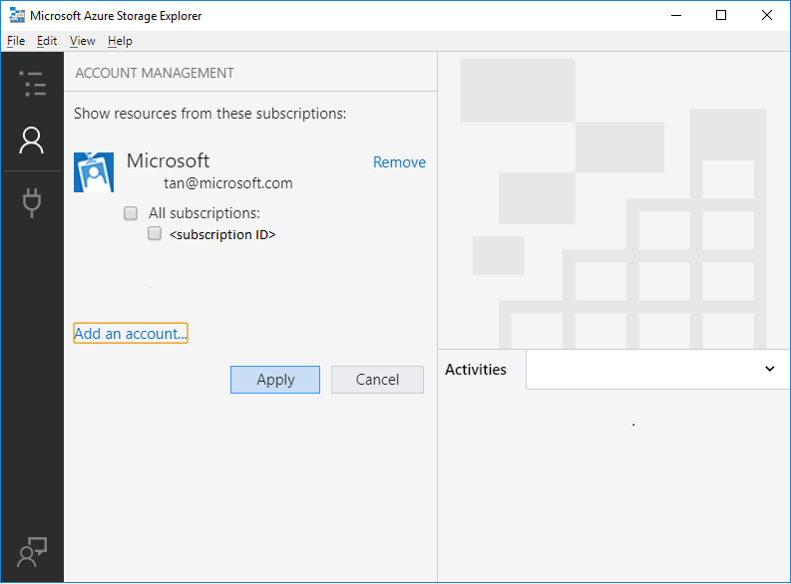 Microsoft Azure Storage Explorer
File Edit View Help
ACCOUNT MANAGEMENT
Show resources from these subscriptions:
Microsoft
Remove
tan@microsoft.com
All subscriptions:
<subscription ID>
Add an account...
Apply
Cancel
Activities